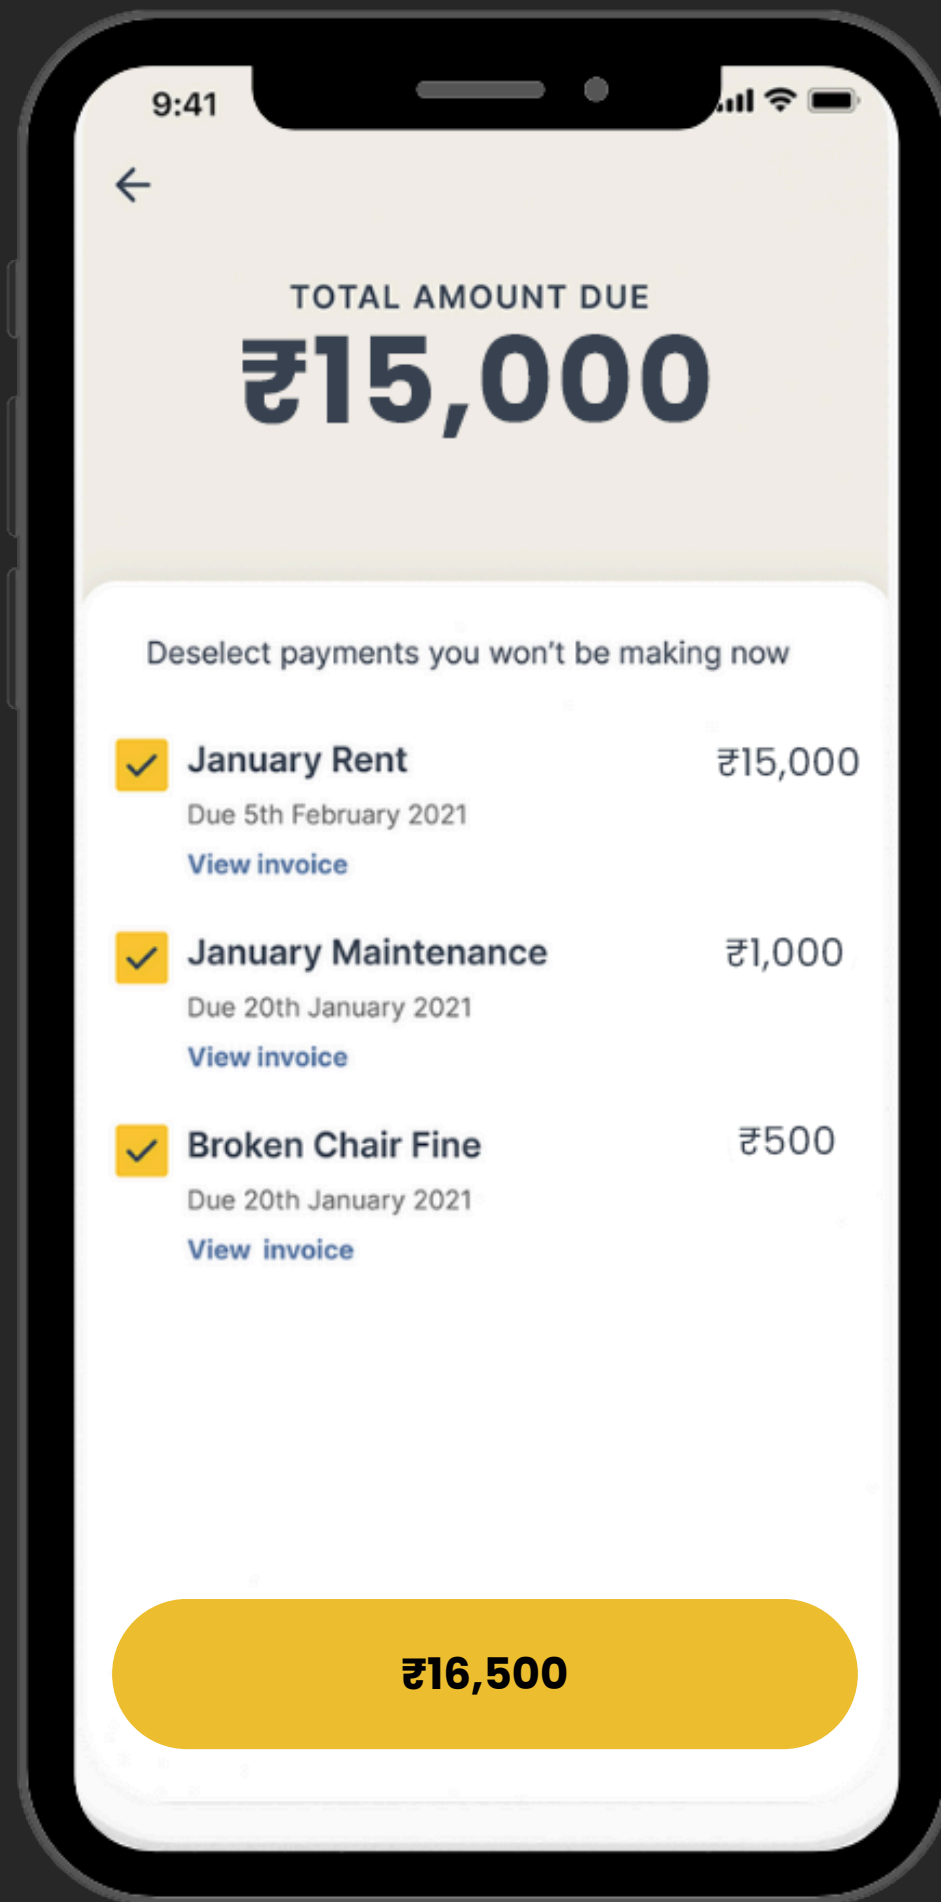 9:41
TOTAL AMOUNT DUE
₹15,000
Deselect payments you won't be making now
January Rent ₹15,000
Due 5th February 2021
View invoice
January Maintenance ₹1,000
Due 20th January 2021
View invoice
Broken Chair Fine ₹500
Due 20th January 2021
View invoice
₹16,500